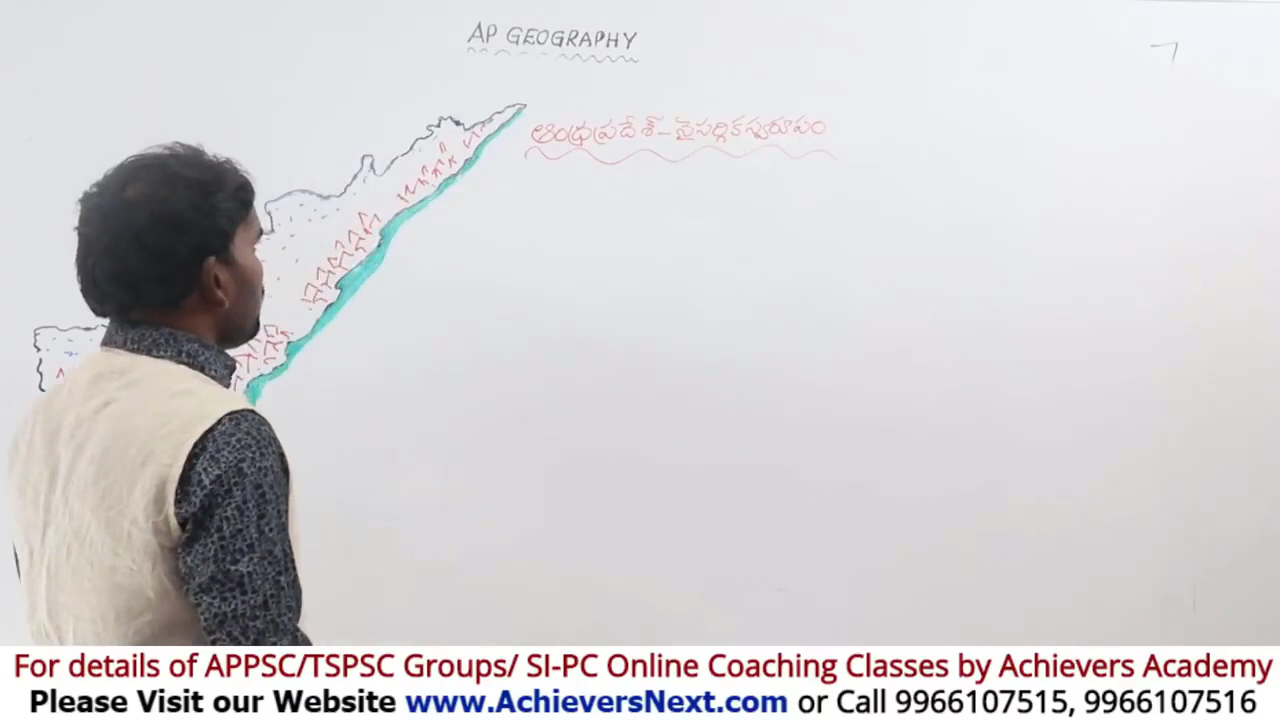 AP GEOGRAPHY
ఆంధ్రప్రదేశ్ - నైసర్గిక స్వరూపం
For details of APPSC/TSPSC Groups/ SI-PC Online Coaching Classes by Achievers Academy
Please Visit our Website www.AchieversNext.com or Call 9966107515, 9966107516